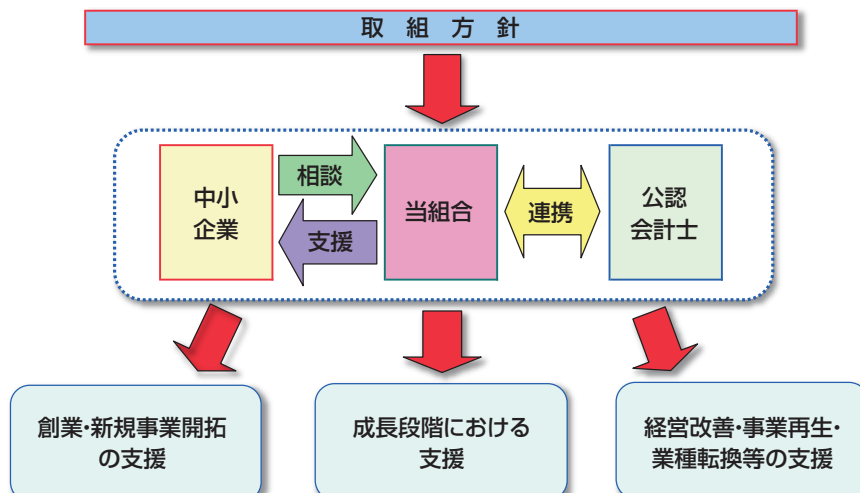 取組方針
中小
企業
相談
支援
当組合
連携
公認
会計士
創業・新規事業開拓
の支援
成長段階における
支援
経営改善・事業再生・
業種転換等の支援